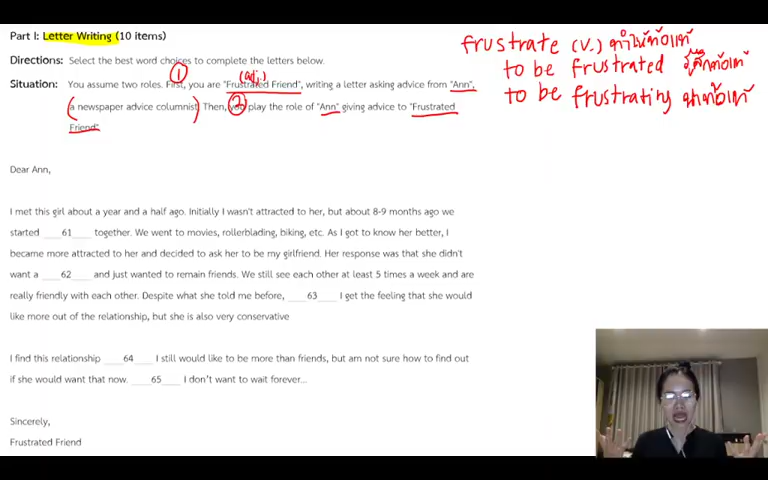 Part I: Letter Writing (10 items)
Directions: Select the best word choices to complete the letters below.
Situation: You assume two roles. First, you are "Frustrated Friend", writing a letter asking advice from "Ann",
a newspaper advice columnist. Then, you play the role of "Ann" giving advice to "Frustrated
Friend"
1
(adj.)
2
frustrate (v.) ทำให้ท้อแท้
to be frustrated รู้สึกท้อแท้
to be frustrating น่าท้อแท้
Dear Ann,
I met this girl about a year and a half ago. Initially I wasn't attracted to her, but about 8-9 months ago we
started ___61___ together. We went to movies, rollerblading, biking, etc. As I got to know her better, I
became more attracted to her and decided to ask her to be my girlfriend. Her response was that she didn't
want a ___62___ and just wanted to remain friends. We still see each other at least 5 times a week and are
really friendly with each other. Despite what she told me before, ___63___ I get the feeling that she would
like more out of the relationship, but she is also very conservative
I find this relationship ___64___ I still would like to be more than friends, but am not sure how to find out
if she would want that now. ___65___ I don't want to wait forever...
Sincerely,
Frustrated Friend